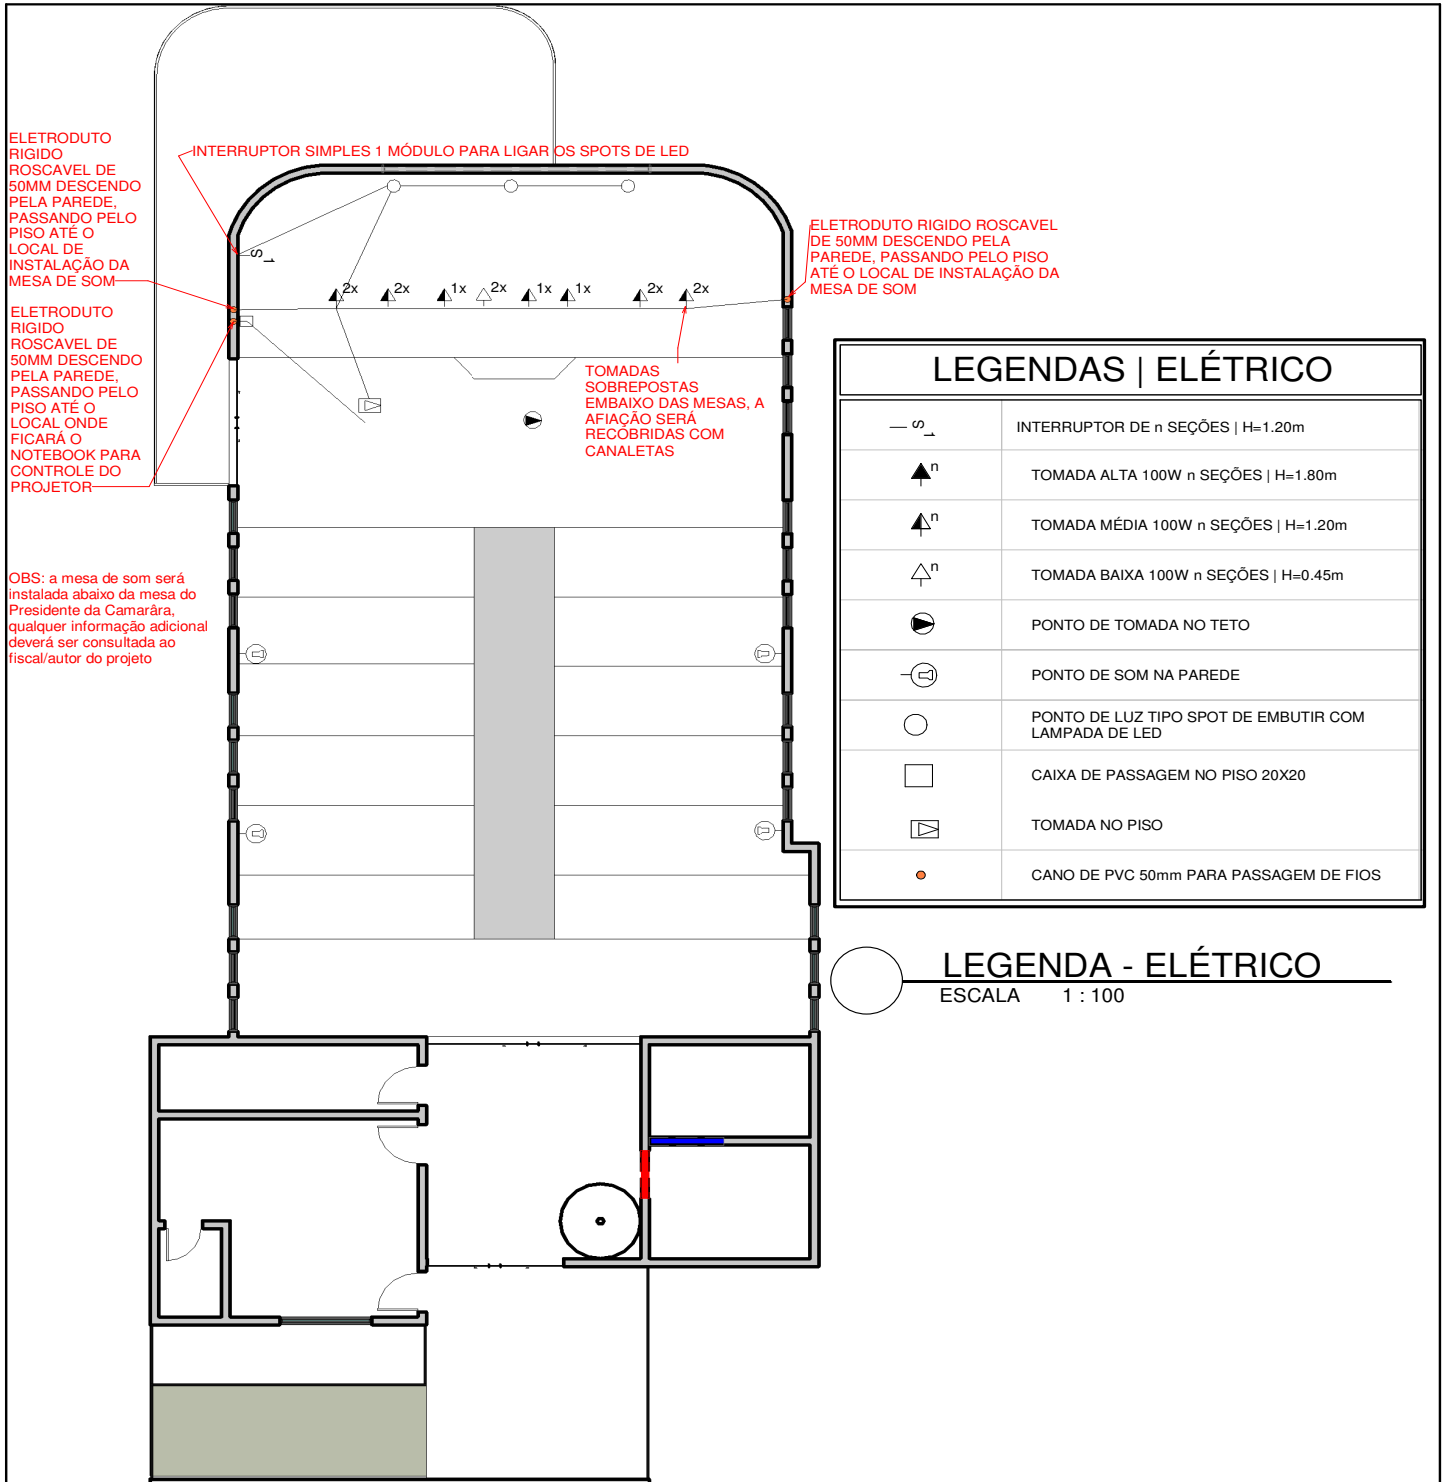 ELETRODUTO
RIGIDO
ROSCAVEL DE
50MM DESCENDO
PELA PAREDE,
PASSANDO PELO
PISO ATÉ O
LOCAL DE
INSTALAÇÃO DA
MESA DE SOM
INTERRUPTOR SIMPLES 1 MÓDULO PARA LIGAR OS SPOTS DE LED
ELETRODUTO RIGIDO ROSCAVEL
DE 50MM DESCENDO PELA
PAREDE, PASSANDO PELO PISO
ATÉ O LOCAL DE INSTALAÇÃO DA
MESA DE SOM
S 1
2x 2x 1x 2x 1x 1x 2x 2x
ELETRODUTO
RIGIDO
ROSCAVEL DE
50MM DESCENDO
PELA PAREDE,
PASSANDO PELO
PISO ATÉ O
LOCAL ONDE
FICARÁ O
NOTEBOOK PARA
CONTROLE DO
PROJETOR
TOMADAS
SOBREPOSTAS
EMBAIXO DAS MESAS, A
AFIAÇÃO SERÁ
RECOBRIDAS COM
CANALETAS
OBS: a mesa de som será
instalada abaixo da mesa do
Presidente da Camarâra,
qualquer informação adicional
deverá ser consultada ao
fiscal/autor do projeto
LEGENDAS | ELÉTRICO
S 1 INTERRUPTOR DE n SEÇÕES | H=1.20m
n TOMADA ALTA 100W n SEÇÕES | H=1.80m
n TOMADA MÉDIA 100W n SEÇÕES | H=1.20m
n TOMADA BAIXA 100W n SEÇÕES | H=0.45m
PONTO DE TOMADA NO TETO
PONTO DE SOM NA PAREDE
PONTO DE LUZ TIPO SPOT DE EMBUTIR COM
LAMPADA DE LED
CAIXA DE PASSAGEM NO PISO 20X20
TOMADA NO PISO
CANO DE PVC 50mm PARA PASSAGEM DE FIOS
LEGENDA - ELÉTRICO
ESCALA 1 : 100